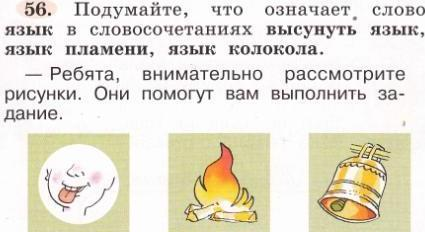 56. Подумайте, что означает слово
язык в словосочетаниях высунуть язык,
язык пламени, язык колокола.
— Ребята, внимательно рассмотрите
рисунки. Они помогут вам выполнить за-
дание.